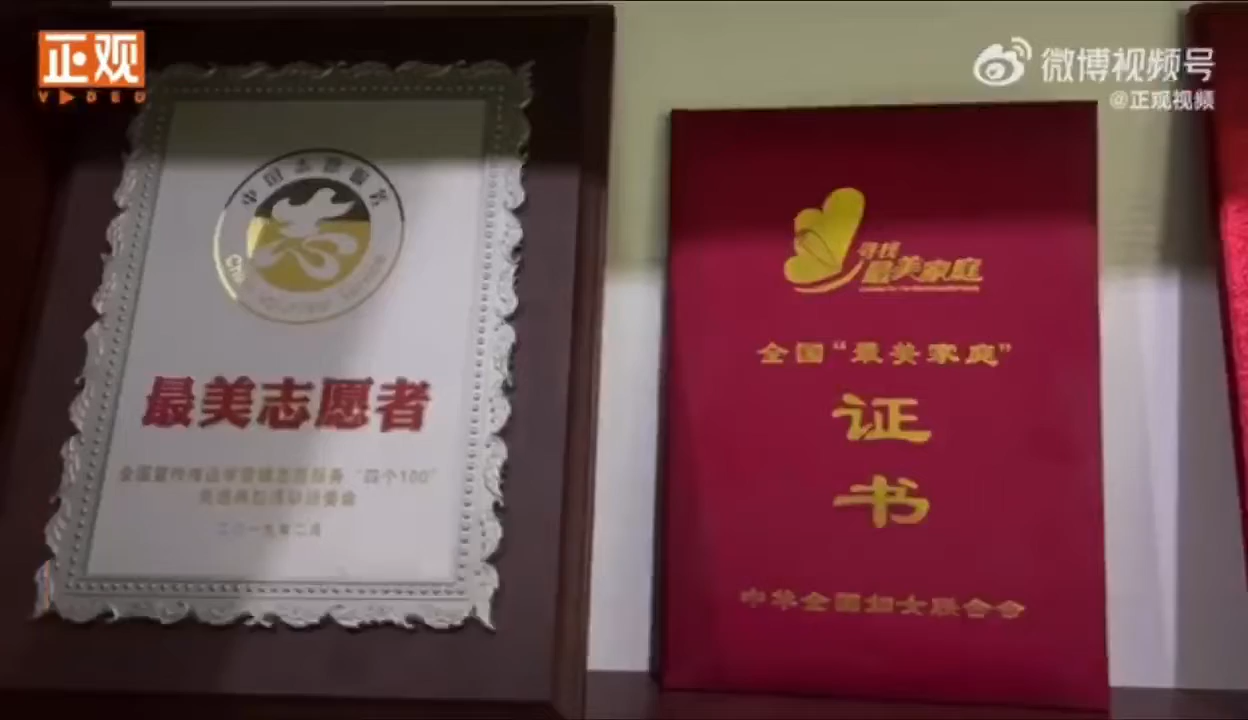 正观
VIDEO
微博视频号
@正观视频
中国志愿服务
最美志愿者
全国宣传推选学雷锋志愿服务“四个100”
先进典型活动组委会
二〇一九年二月
寻找
最美家庭
全国“最美家庭”
证
书
中华全国妇女联合会